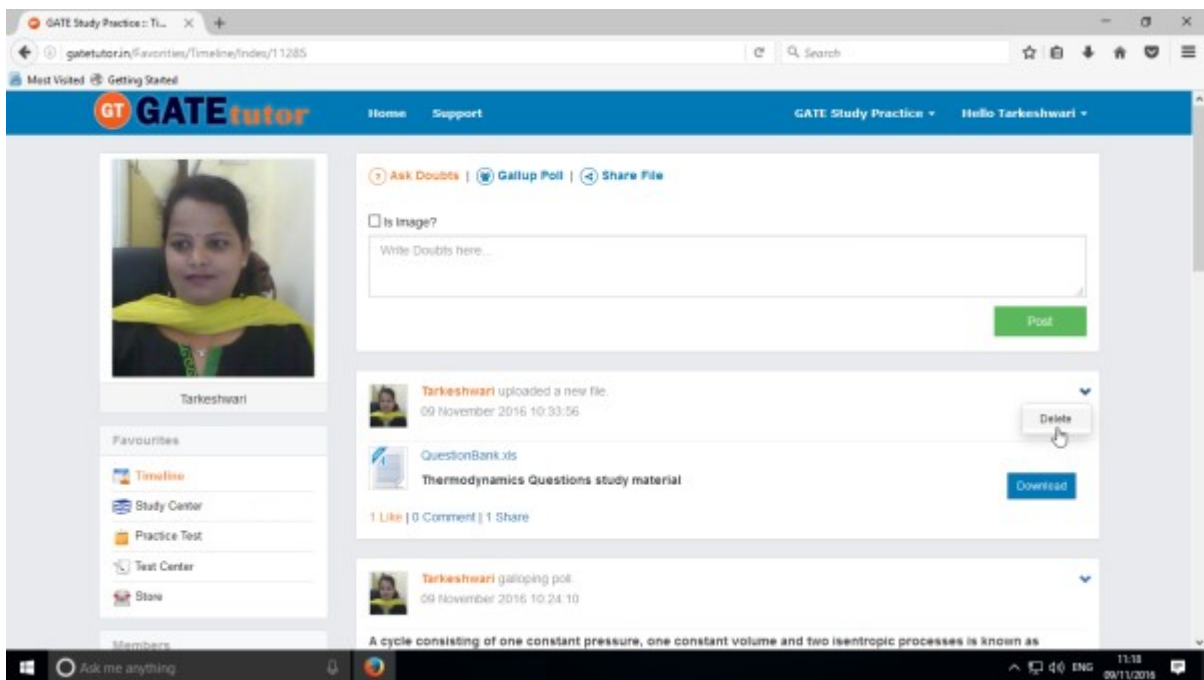 GATE Study Practice :: Ti...
gatetutor.in/Favorities/Timeline/Index/11285
Search
Most Visited Getting Started
GT GATEtutor
Home Support GATE Study Practice Hello Tarkeshwari
? Ask Doubts | Gallup Poll | Share File
Is Image?
Write Doubts here...
Post
Tarkeshwari
Tarkeshwari uploaded a new file.
09 November 2016 10:33:56
Delete
QuestionBank.xls
Thermodynamics Questions study material
Download
1 Like | 0 Comment | 1 Share
Favourites
Timeline
Study Center
Practice Test
Test Center
Store
Members
Tarkeshwari galloping poll.
09 November 2016 10:24:10
A cycle consisting of one constant pressure, one constant volume and two isentropic processes is known as
Ask me anything
ENG
11:18
09/11/2016